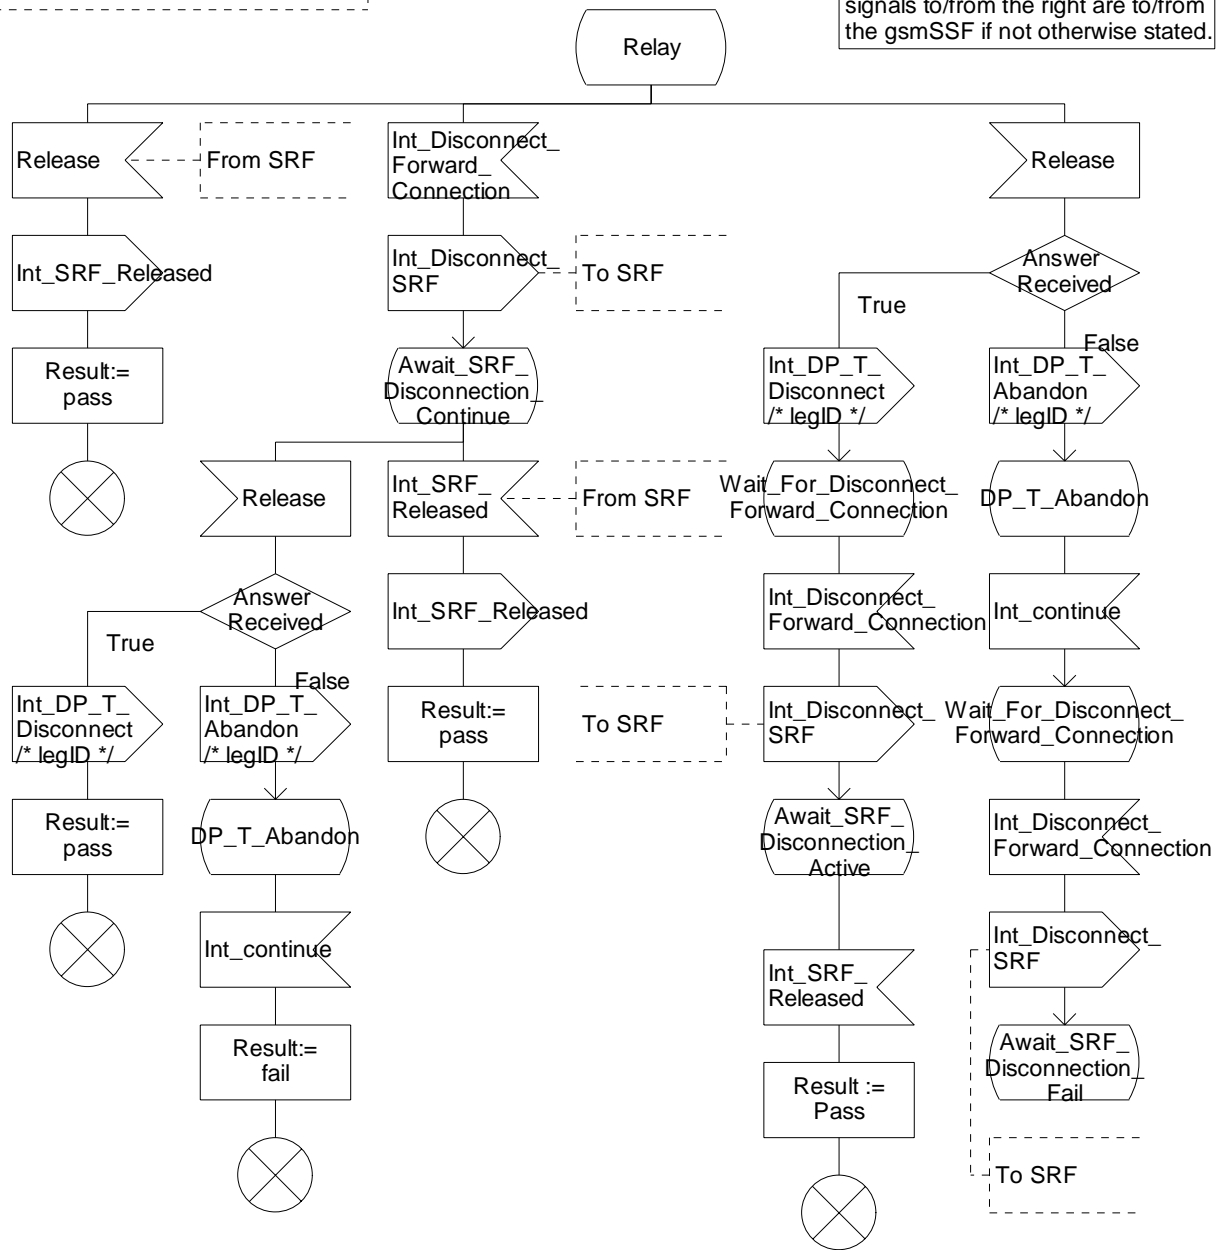 signals to/from the right are to/from
the gsmSSF if not otherwise stated.
Relay
Release
From SRF
Int_Disconnect_
Forward_
Connection
Release
Int_SRF_Released
Int_Disconnect_
SRF
To SRF
Answer
Received
True
False
Result:=
pass
Await_SRF_
Disconnection_
Continue
Int_DP_T_
Disconnect
/* legID */
Int_DP_T_
Abandon
/* legID */
Release
Int_SRF_
Released
From SRF
Wait_For_Disconnect_
Forward_Connection
DP_T_Abandon
Answer
Received
True
False
Int_SRF_Released
Int_Disconnect_
Forward_Connection
Int_continue
Int_DP_T_
Disconnect
/* legID */
Int_DP_T_
Abandon
/* legID */
Result:=
pass
To SRF
Int_Disconnect_
SRF
Wait_For_Disconnect_
Forward_Connection
Result:=
pass
DP_T_Abandon
Await_SRF_
Disconnection_
Active
Int_Disconnect_
Forward_Connection
Int_continue
Int_SRF_
Released
Int_Disconnect_
SRF
Result:=
fail
Result :=
Pass
Await_SRF_
Disconnection_
Fail
To SRF